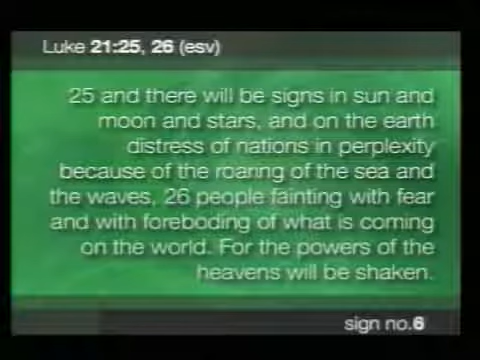 Luke 21:25, 26 (esv)
25 and there will be signs in sun and
moon and stars, and on the earth
distress of nations in perplexity
because of the roaring of the sea and
the waves, 26 people fainting with fear
and with foreboding of what is coming
on the world. For the powers of the
heavens will be shaken.
sign no.6